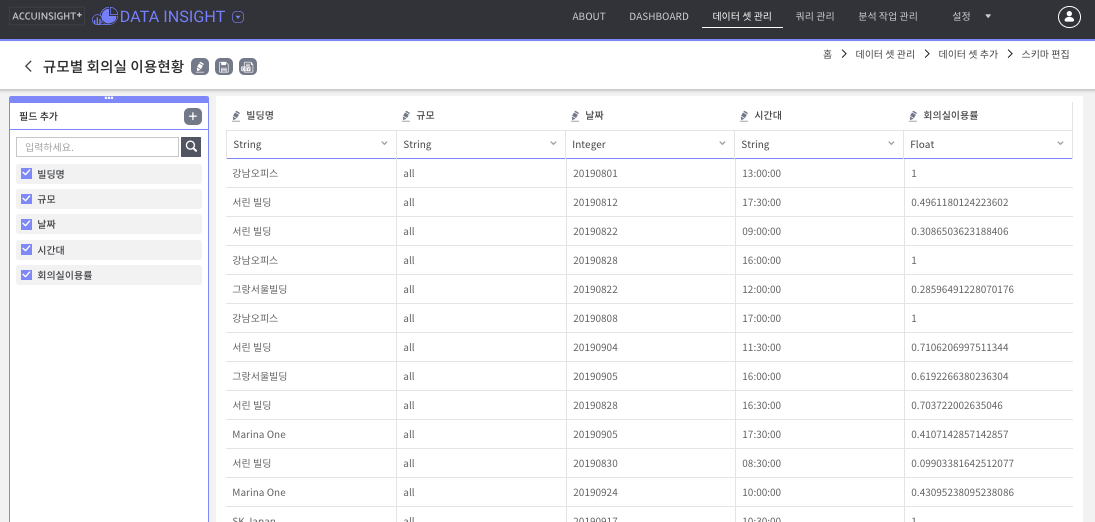 ACCUINSIGHT+ DATA INSIGHT ABOUT DASHBOARD 데이터 셋 관리 쿼리 관리 분석 작업 관리 설정
홈 데이터 셋 관리 데이터 셋 추가 스키마 편집
규모별 회의실 이용현황
필드 추가
입력하세요.
빌딩명
규모
날짜
시간대
회의실이용률
빌딩명 규모 날짜 시간대 회의실이용률
String String Integer String Float
강남오피스 all 20190801 13:00:00 1
서린 빌딩 all 20190812 17:30:00 0.4961180124223602
서린 빌딩 all 20190822 09:00:00 0.3086503623188406
강남오피스 all 20190828 16:00:00 1
그랑서울빌딩 all 20190822 12:00:00 0.28596491228070176
강남오피스 all 20190808 17:00:00 1
서린 빌딩 all 20190904 11:30:00 0.7106206997511344
그랑서울빌딩 all 20190905 16:00:00 0.6192266380236304
서린 빌딩 all 20190828 16:30:00 0.703722002635046
Marina One all 20190905 17:30:00 0.4107142857142857
서린 빌딩 all 20190830 08:30:00 0.09903381642512077
Marina One all 20190924 10:00:00 0.43095238095238086
SK Japan all 20190917 10:30:00 1